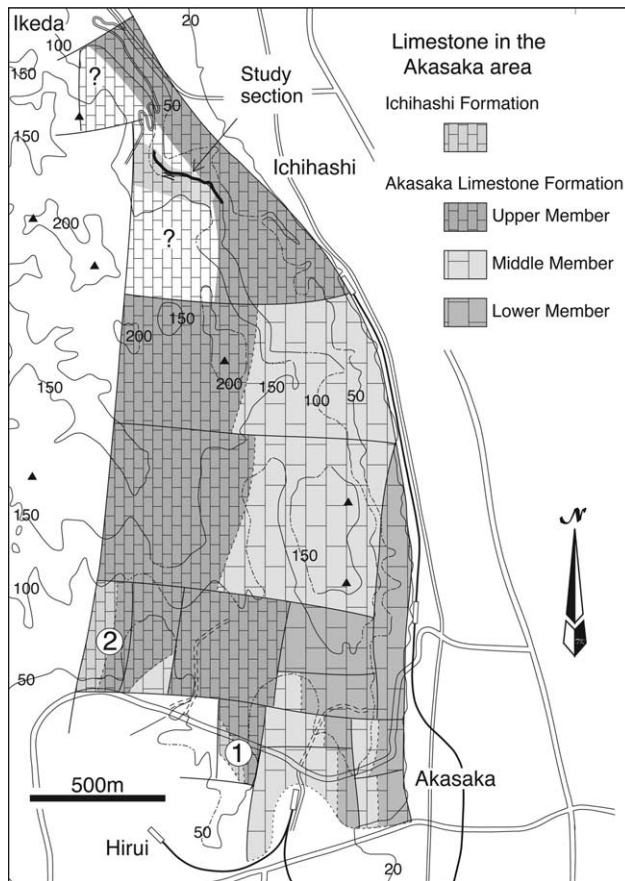 Ikeda
20
100
150
?
150
50
Study
section
Ichihashi
200
?
200
150
200
150
200
150
100
50
150
150
100
2
50
1
500m
50
Hirui
Akasaka
20
N
Limestone in the
Akasaka area
Ichihashi Formation
Akasaka Limestone Formation
Upper Member
Middle Member
Lower Member